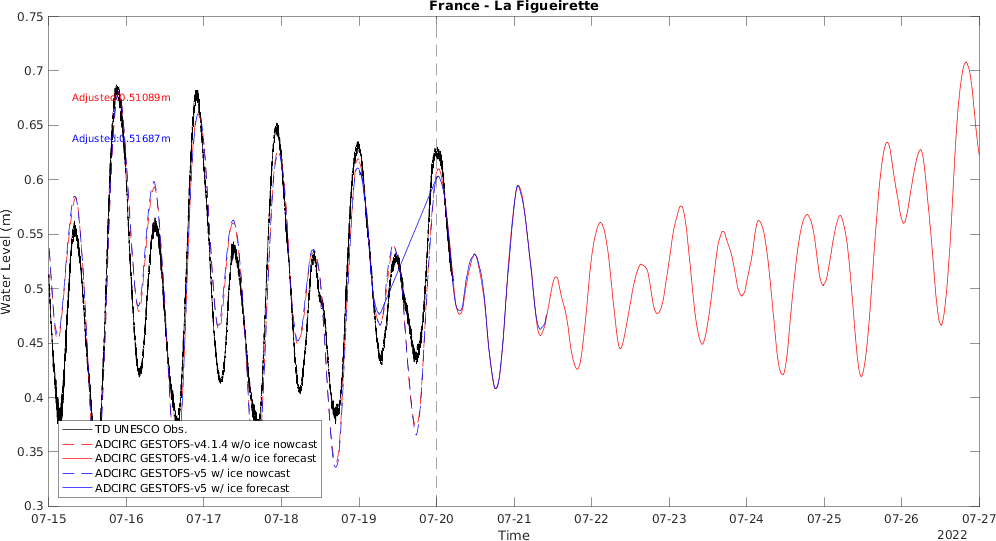 France - La Figueirette
0.75
0.7
0.65
0.6
0.55
0.5
0.45
0.4
0.35
0.3
Water Level (m)
Adjusted:0.51089m
Adjusted:0.51687m
TD UNESCO Obs.
ADCIRC GESTOFS-v4.1.4 w/o ice nowcast
ADCIRC GESTOFS-v4.1.4 w/o ice forecast
ADCIRC GESTOFS-v5 w/ ice nowcast
ADCIRC GESTOFS-v5 w/ ice forecast
07-15 07-16 07-17 07-18 07-19 07-20 07-21 07-22 07-23 07-24 07-25 07-26 07-27
Time
2022